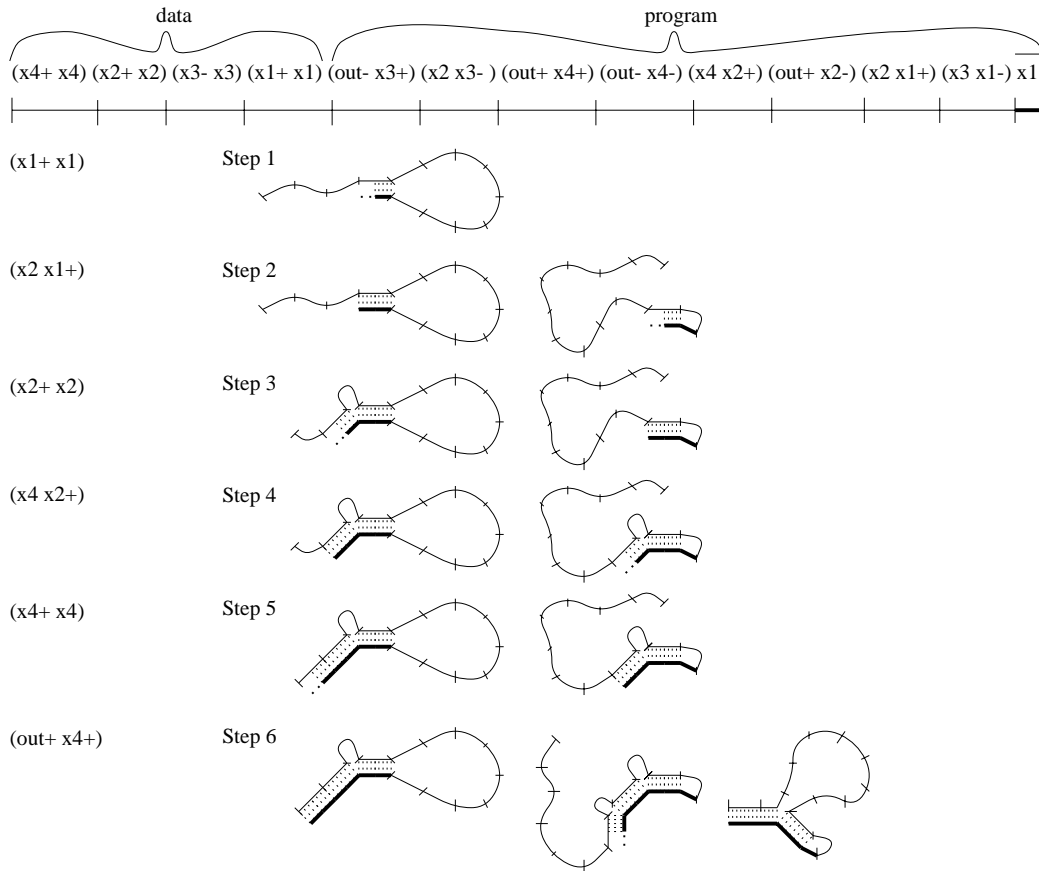 data program
(x4+ x4) (x2+ x2) (x3- x3) (x1+ x1) (out- x3+) (x2 x3- ) (out+ x4+) (out- x4-) (x4 x2+) (out+ x2-) (x2 x1+) (x3 x1-) x1
(x1+ x1) Step 1
(x2 x1+) Step 2
(x2+ x2) Step 3
(x4 x2+) Step 4
(x4+ x4) Step 5
(out+ x4+) Step 6